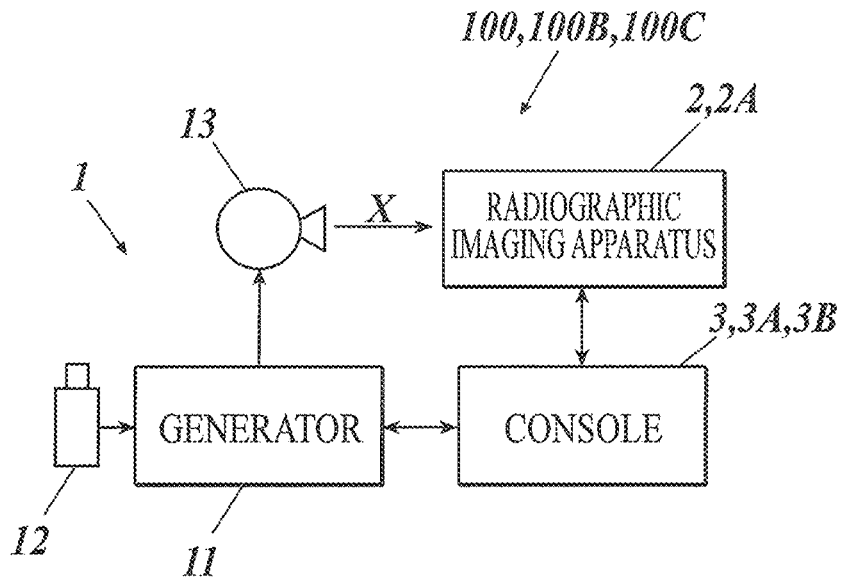 100,100B,100C
2,2A
13
1
X
RADIOGRAPHIC
IMAGING APPARATUS
3,3A,3B
GENERATOR
CONSOLE
12
11